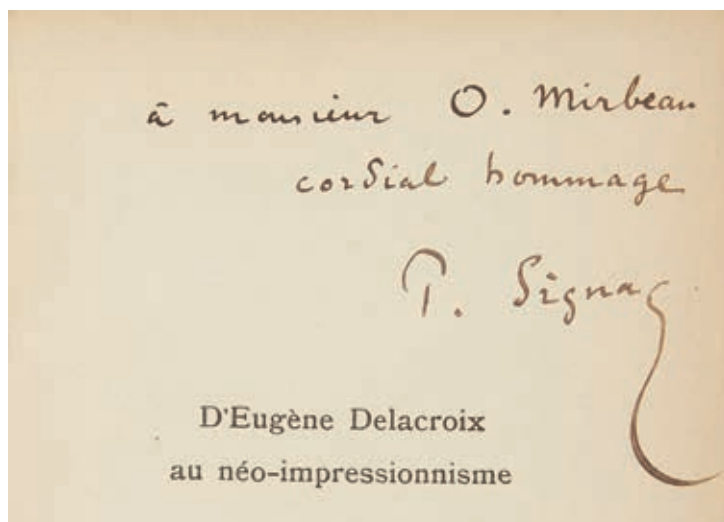 à monsieur O. Mirbeau
cordial hommage
P. Signac
D'Eugène Delacroix
au néo-impressionnisme